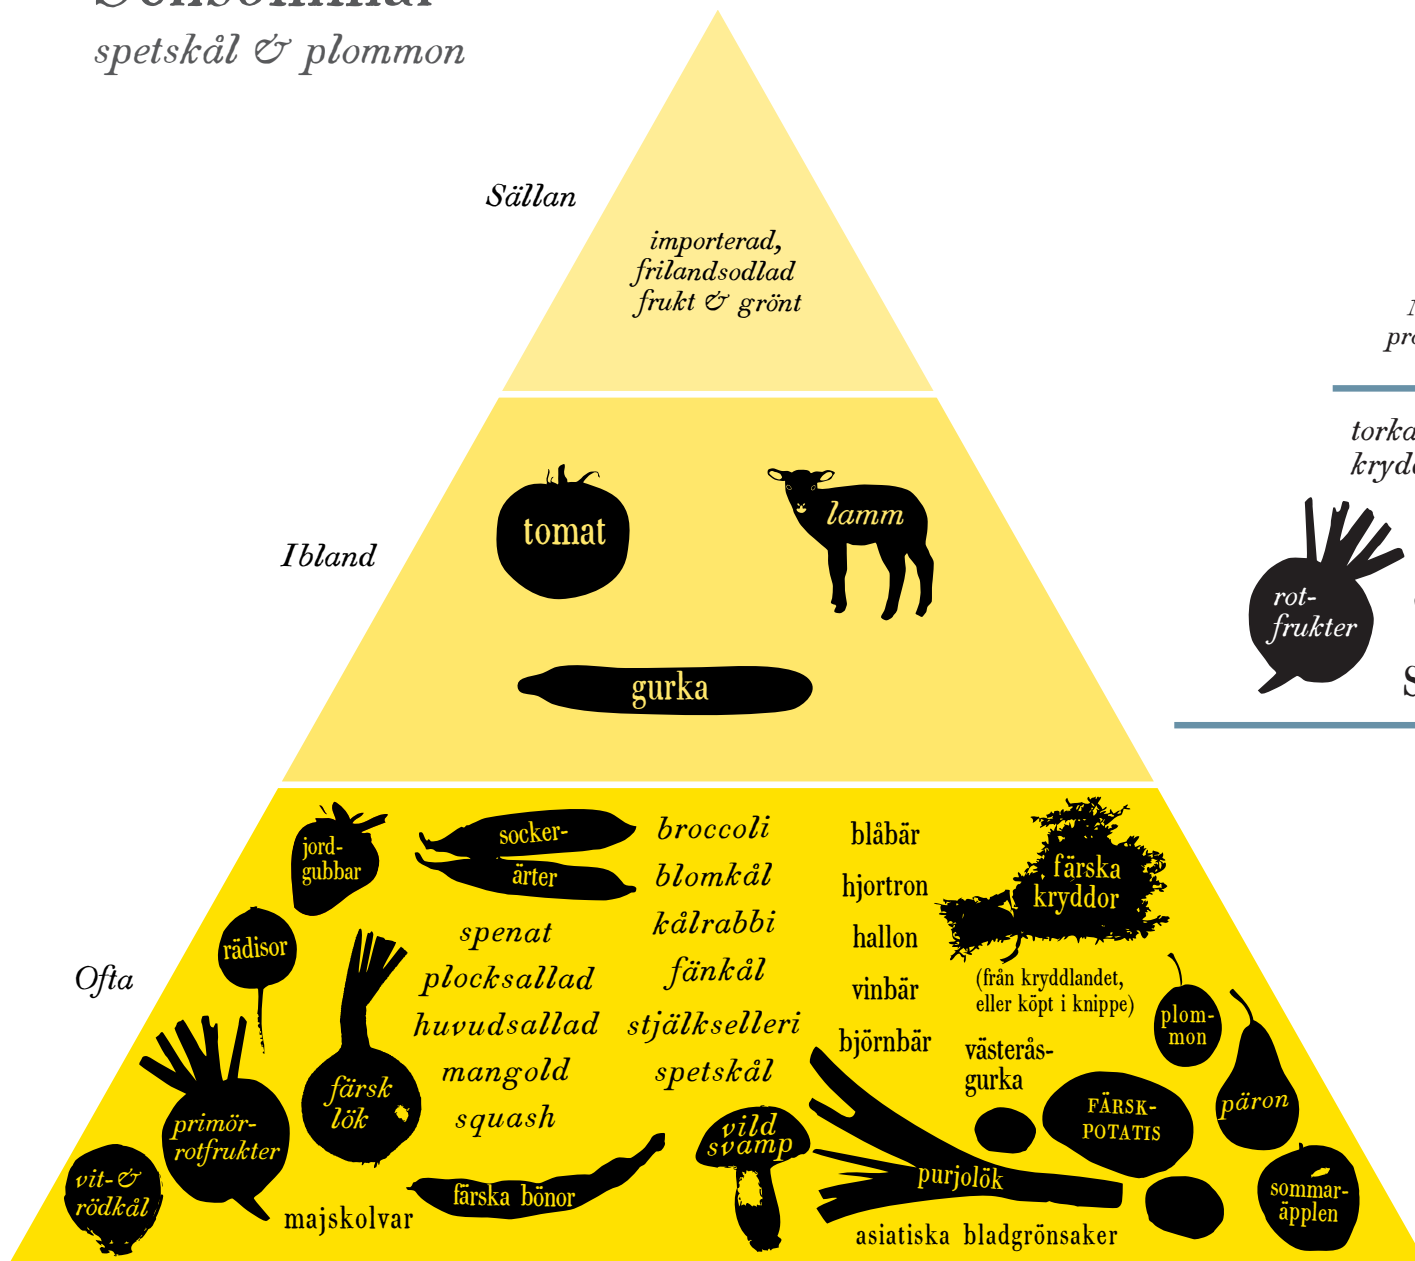 Sensommar
spetskål & plommon
Sällan
importerad,
frilandsodlad
frukt & grönt
Ibland
tomat
lamm
gurka
Ofta
jord-
gubbar
socker-
ärter
rädisor
spenat
plocksallad
huvudsallad
mangold
squash
broccoli
blomkål
kålrabbi
fänkål
stjälkselleri
spetskål
blåbär
hjortron
hallon
vinbär
björnbär
färska
kryddor
(från kryddlandet,
eller köpt i knippe)
västerås-
gurka
plom-
mon
päron
FÄRSK-
POTATIS
färsk
lök
primör-
rotfrukter
vit- &
rödkål
majskolvar
färska bönor
vild
svamp
purjolök
asiatiska bladgrönsaker
sommar-
äpplen
rot-
frukter